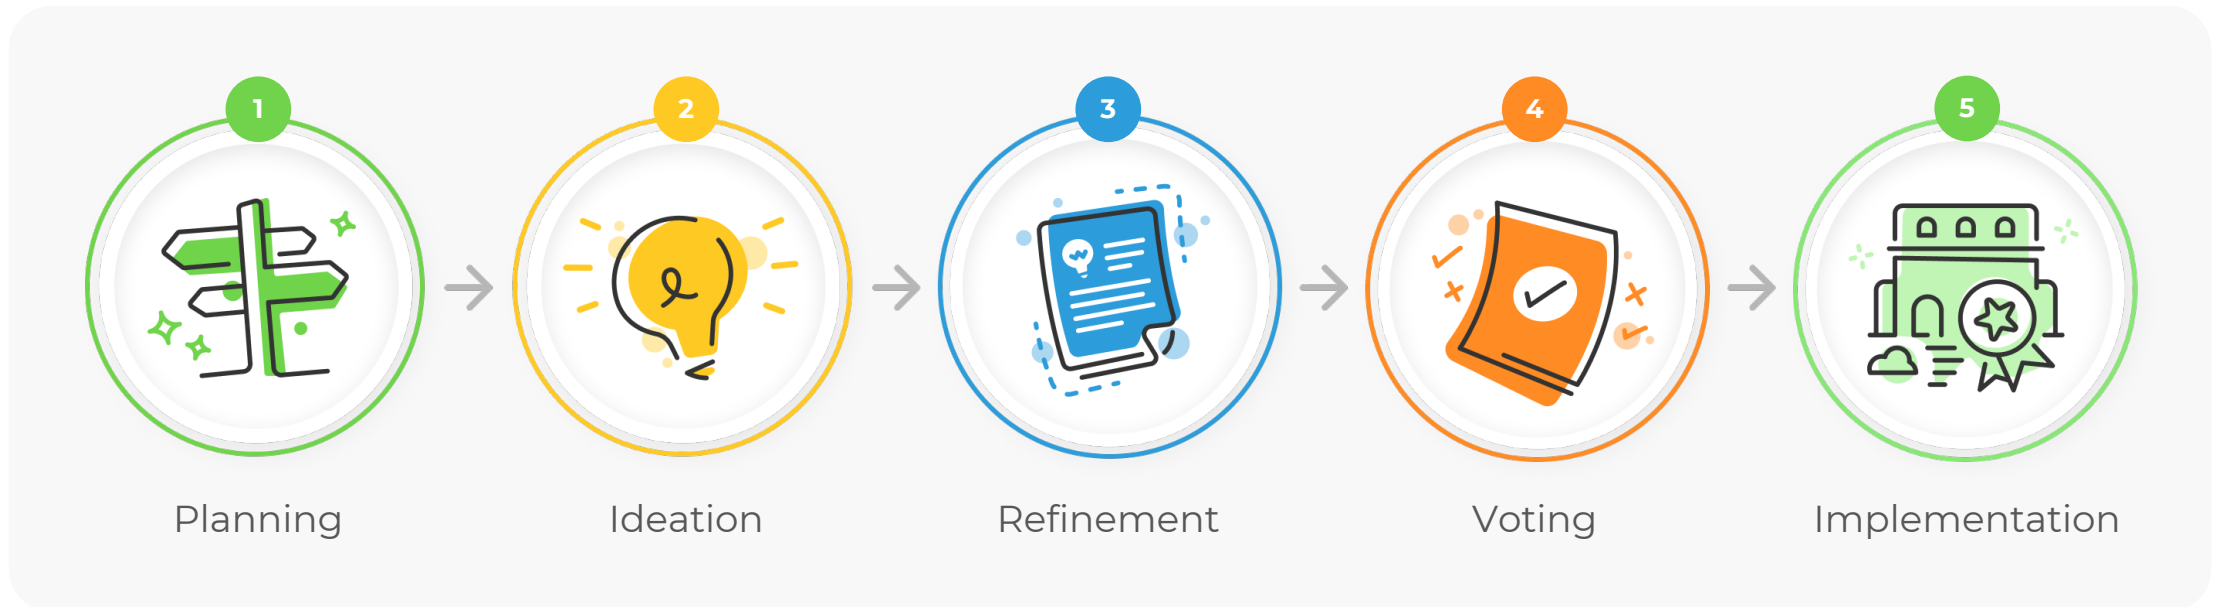 1
2
3
4
5
Planning
Ideation
Refinement
Voting
Implementation